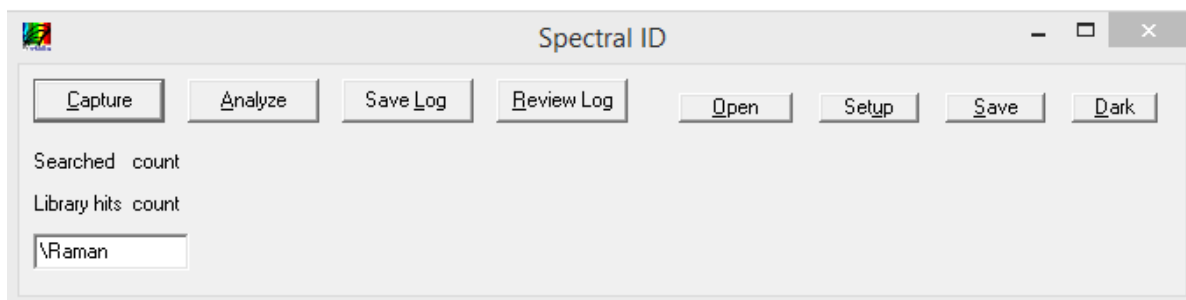 Spectral ID
Capture Analyze Save Log Review Log Open Setup Save Dark
Searched count
Library hits count
\Raman